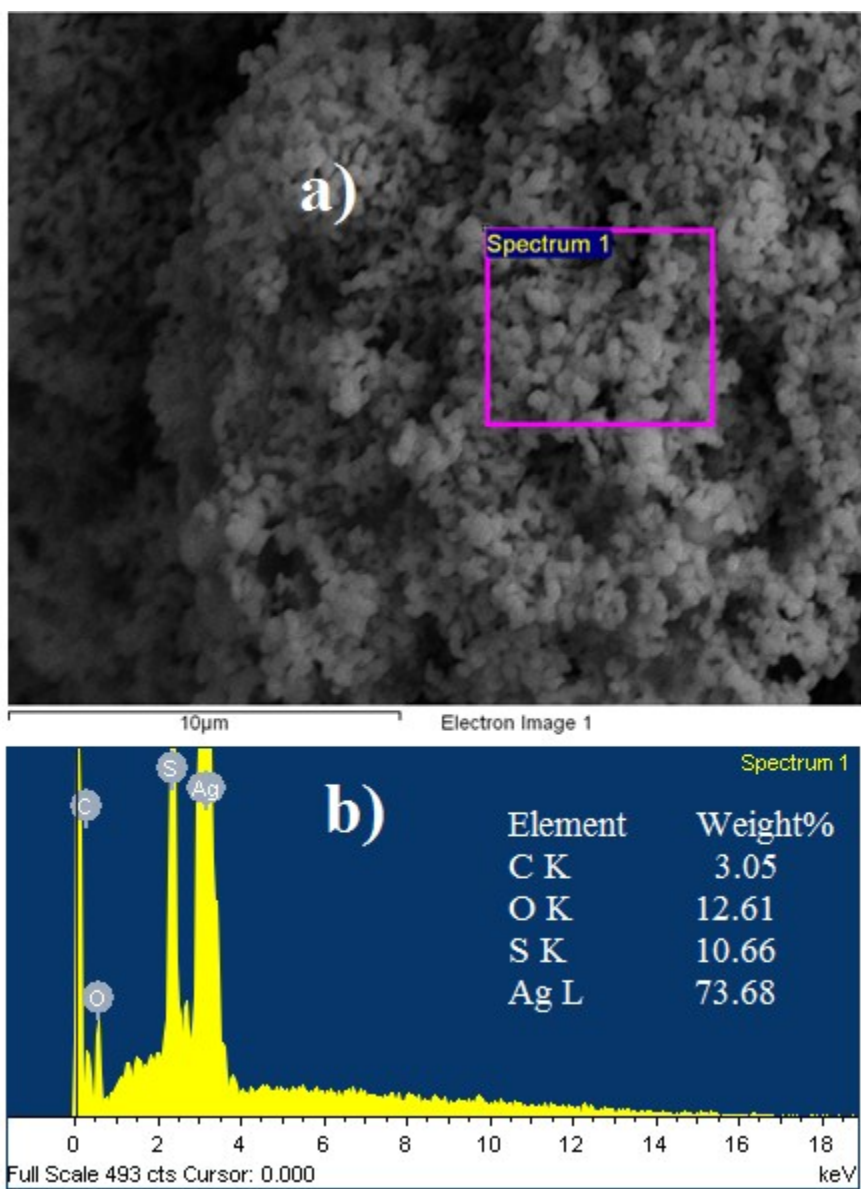 a)
Spectrum 1
10µm Electron Image 1
Spectrum 1
b)
C
S
Ag
O
Element Weight%
C K 3.05
O K 12.61
S K 10.66
Ag L 73.68
0 2 4 6 8 10 12 14 16 18
Full Scale 493 cts Cursor: 0.000 keV